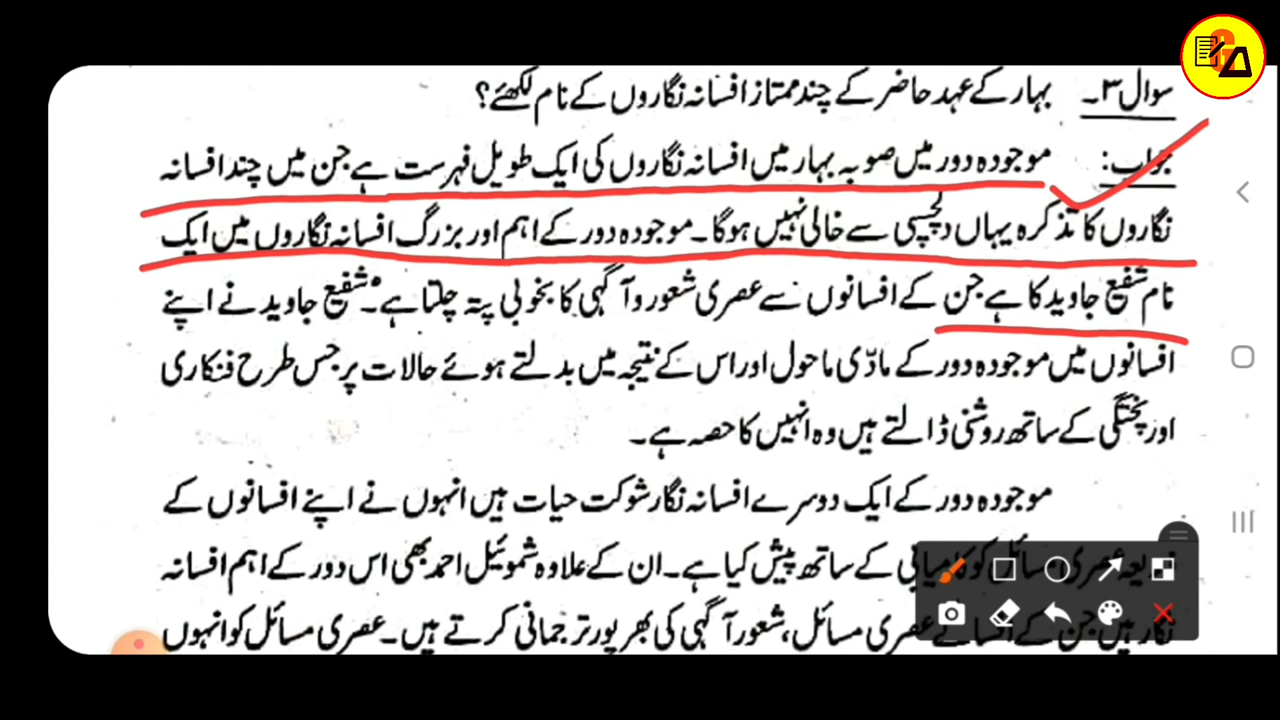 سوال ۳۔ بہار کے عہد حاضر کے چند ممتاز افسانہ نگاروں کے نام لکھئے؟
جواب: موجودہ دور میں صوبہ بہار میں افسانہ نگاروں کی ایک طویل فہرست ہے جن میں چند افسانہ
نگاروں کا تذکرہ یہاں دلچسپی سے خالی نہیں ہوگا۔ موجودہ دور کے اہم اور بزرگ افسانہ نگاروں میں ایک
نام شفیع جاوید کا ہے جن کے افسانوں سے عصری شعور و آگہی کا بخوبی پتہ چلتا ہے۔ شفیع جاوید نے اپنے
افسانوں میں موجودہ دور کے مادّی ماحول اور اس کے نتیجہ میں بدلتے ہوئے حالات پر جس طرح فنکاری
اور پختگی کے ساتھ روشنی ڈالتے ہیں وہ انہیں کا حصہ ہے۔
موجودہ دور کے ایک دوسرے افسانہ نگار شوکت حیات ہیں انہوں نے اپنے افسانوں کے
کے ساتھ پیش کیا ہے۔ ان کے علاوہ شموئیل احمد بھی اس دور کے اہم افسانہ
نگار ہیں جن کے عصری مسائل، شعور آگہی کی بھرپور ترجمانی کرتے ہیں۔ عصری مسائل کو انہوں